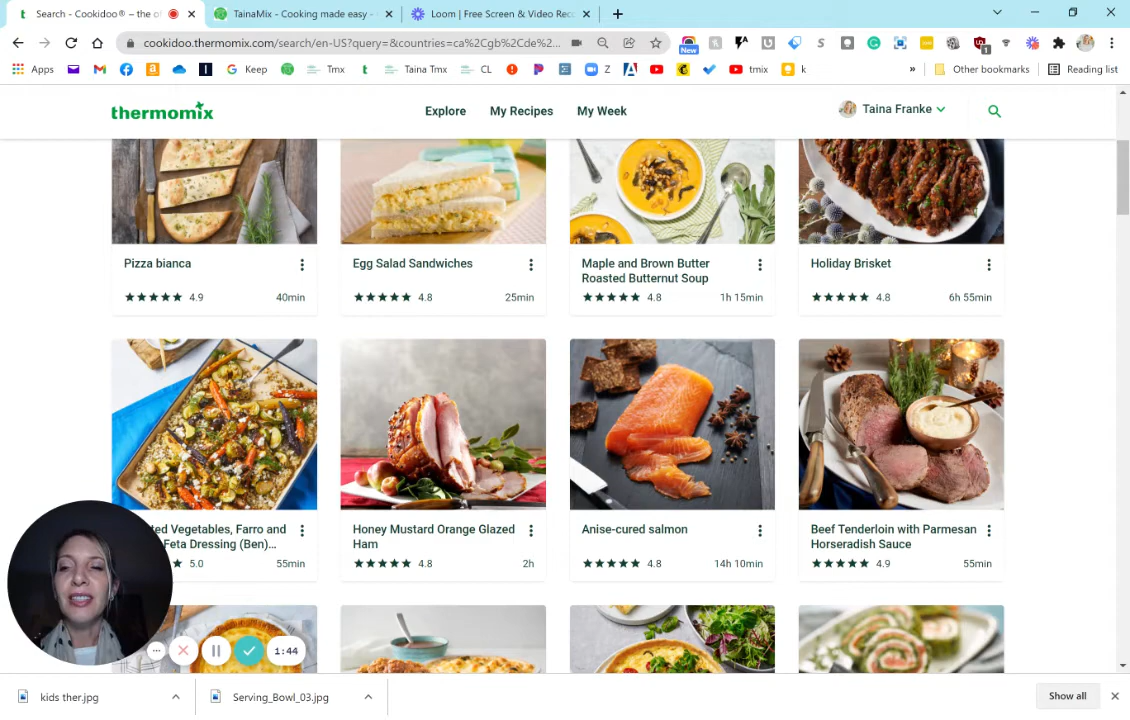 Search - Cookidoo® – the o
TainaMix - Cooking made easy -
Loom | Free Screen & Video Rec
cookidoo.thermomix.com/search/en-US?query=&countries=ca%2Cgb%2Cde%2...
New
1
Apps
Keep
Tmx
Taina Tmx
CL
Z
tmix
k
»
Other bookmarks
Reading list
thermomix
Explore
My Recipes
My Week
Taina Franke
Pizza bianca
4.9
40min
Egg Salad Sandwiches
4.8
25min
Maple and Brown Butter
Roasted Butternut Soup
4.8
1h 15min
Holiday Brisket
4.8
6h 55min
Vegetables, Farro and
Feta Dressing (Ben)...
5.0
55min
Honey Mustard Orange Glazed
Ham
4.8
2h
Anise-cured salmon
4.8
14h 10min
Beef Tenderloin with Parmesan
Horseradish Sauce
4.9
55min
1:44
kids ther.jpg
Serving_Bowl_03.jpg
Show all